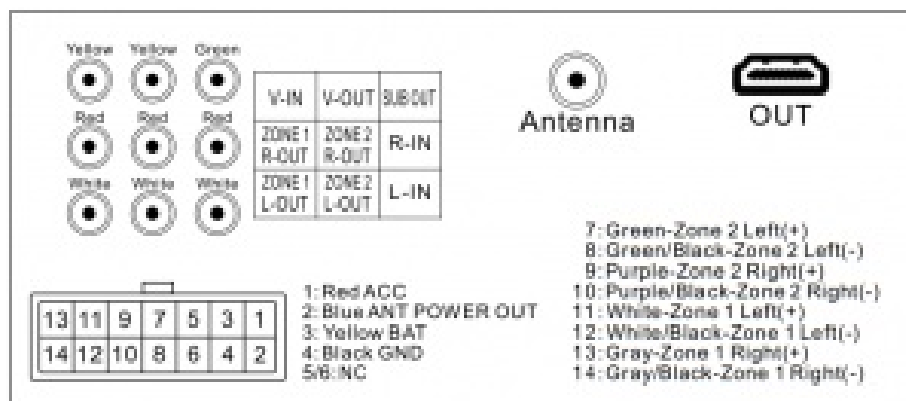 Yellow Yellow Green
Red Red Red
White White White
V-IN V-OUT SUBOUT
ZONE 1 R-OUT ZONE 2 R-OUT R-IN
ZONE 1 L-OUT ZONE 2 L-OUT L-IN
Antenna
OUT
13 11 9 7 5 3 1
14 12 10 8 6 4 2
1: Red ACC
2: Blue ANT POWER OUT
3: Yellow BAT
4: Black GND
5/6: NC
7: Green-Zone 2 Left(+)
8: Green/Black-Zone 2 Left(-)
9: Purple-Zone 2 Right(+)
10: Purple/Black-Zone 2 Right(-)
11: White-Zone 1 Left(+)
12: White/Black-Zone 1 Left(-)
13: Gray-Zone 1 Right(+)
14: Gray/Black-Zone 1 Right(-)